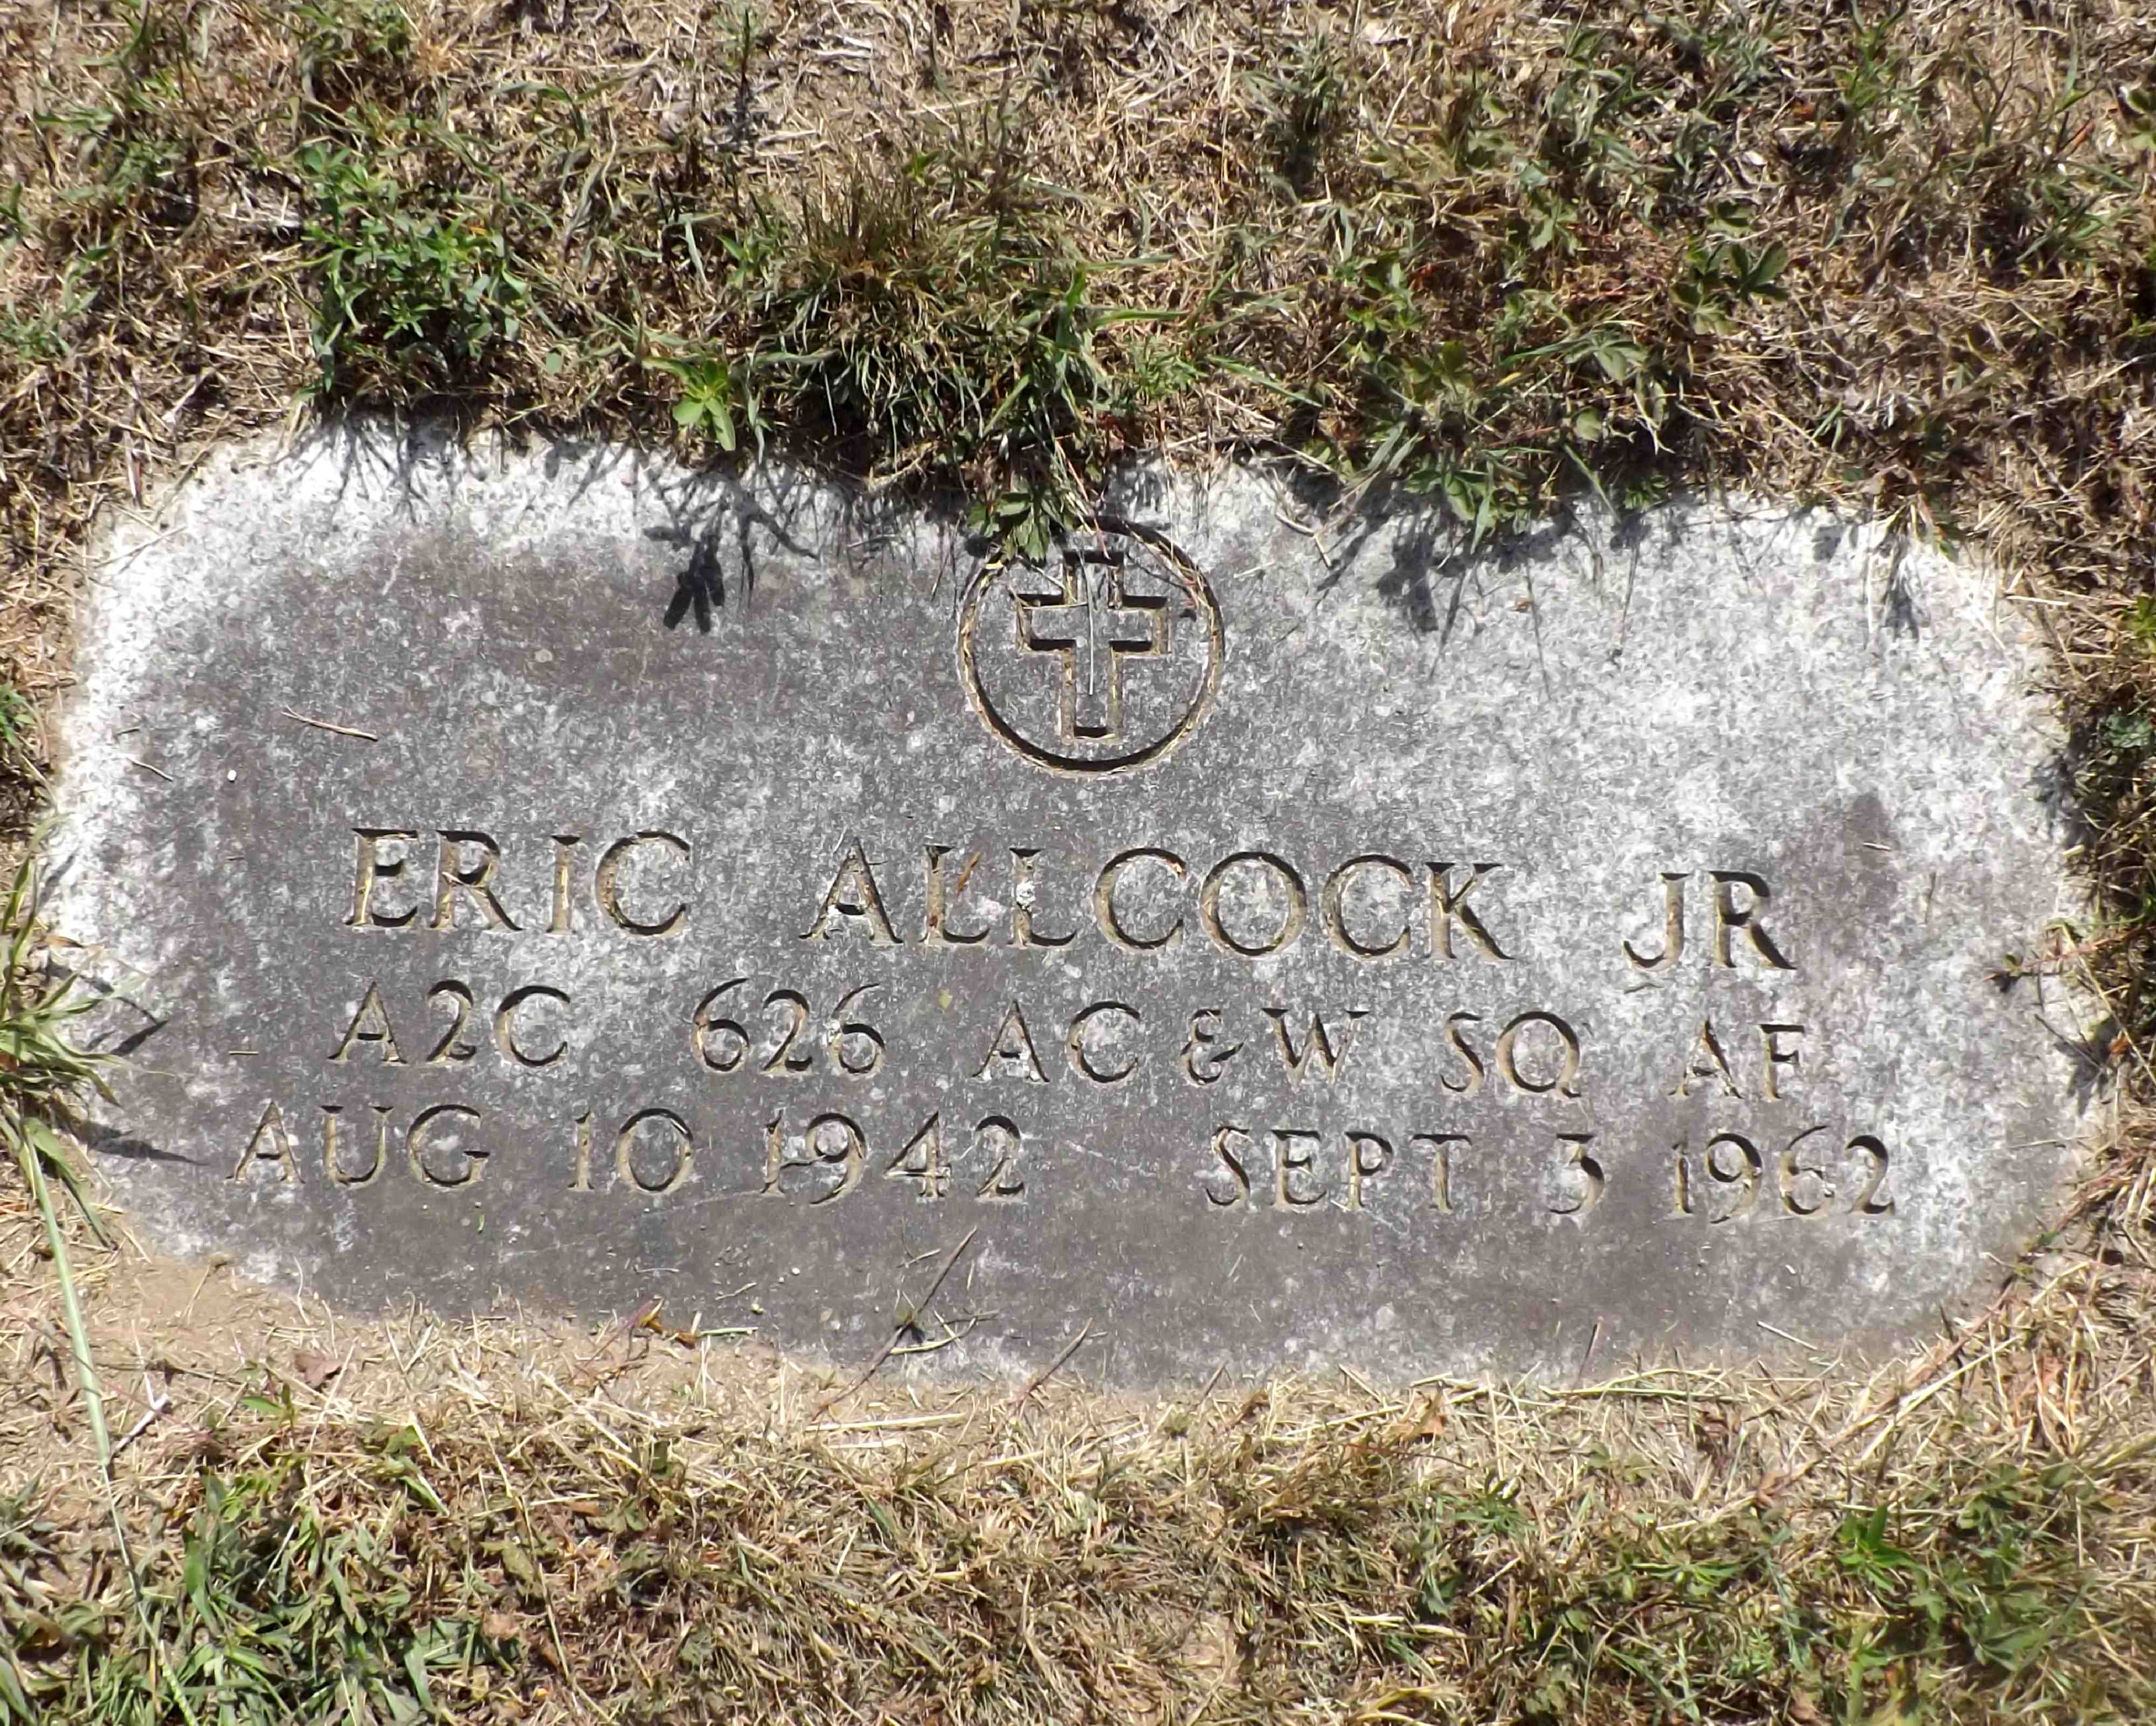 ERIC ALLCOCK JR
A2C 626 AC&W SQ AF
AUG 10 1942 SEPT 3 1962